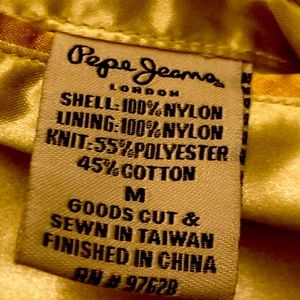 Pepe Jeans
LONDON
SHELL:100%NYLON
LINING:100%NYLON
KNIT:55%POLYESTER
45%COTTON
M
GOODS CUT &
SEWN IN TAIWAN
FINISHED IN CHINA
RN # 97628